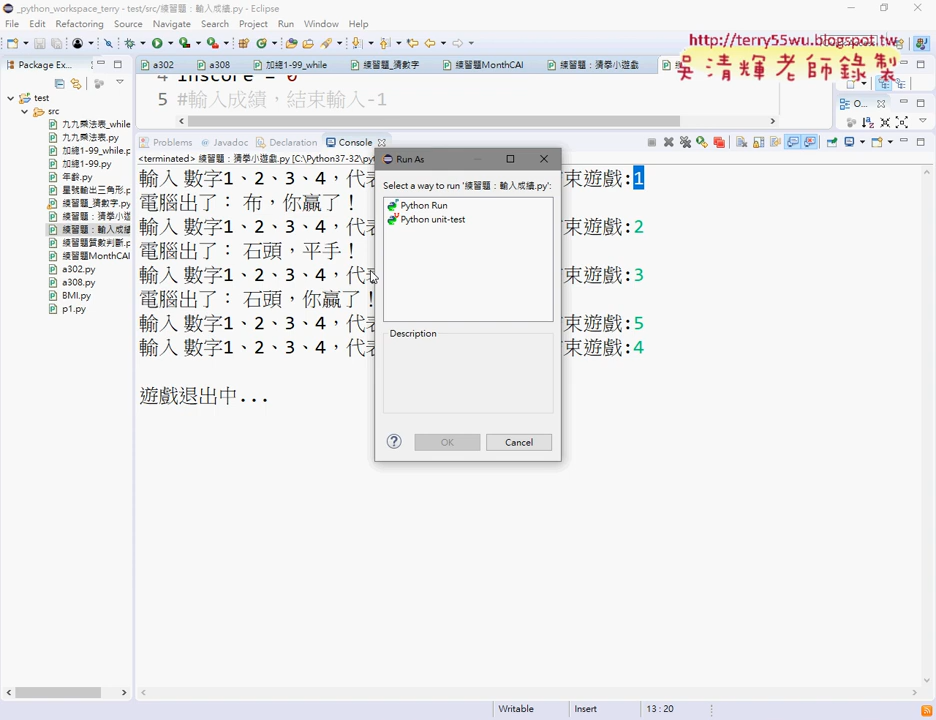 _python_workspace_terry - test/src/練習題：輸入成績.py - Eclipse
File Edit Refactoring Source Navigate Search Project Run Window Help
http://terry55wu.blogspot.tw
吳清輝老師錄製
Package Ex...
a302
a308
加總1-99_while
練習題_猜數字
練習題MonthCAI
練習題：猜拳小遊戲
inscore = 0
5 #輸入成績，結束輸入-1
test
src
九九乘法表_while
九九乘法表.py
加總1-99_while.p
加總1-99.py
年齡.py
星號輸出三角形.
練習題_猜數字.py
練習題：猜拳小遊
練習題：輸入成績
練習題質數判斷.p
練習題MonthCAI
a302.py
a308.py
BMI.py
p1.py
Problems Javadoc Declaration Console
O...
<terminated> 練習題：猜拳小遊戲.py [C:\Python37-32\pyt
輸入 數字1、2、3、4，代表 束遊戲:1
電腦出了： 布，你贏了！
輸入 數字1、2、3、4，代表 束遊戲:2
電腦出了： 石頭，平手！
輸入 數字1、2、3、4，代表 束遊戲:3
電腦出了： 石頭，你贏了！
輸入 數字1、2、3、4，代表 束遊戲:5
輸入 數字1、2、3、4，代表 束遊戲:4
遊戲退出中...
Run As
Select a way to run '練習題：輸入成績.py':
Python Run
Python unit-test
Description
OK
Cancel
Writable
Insert
13 : 20